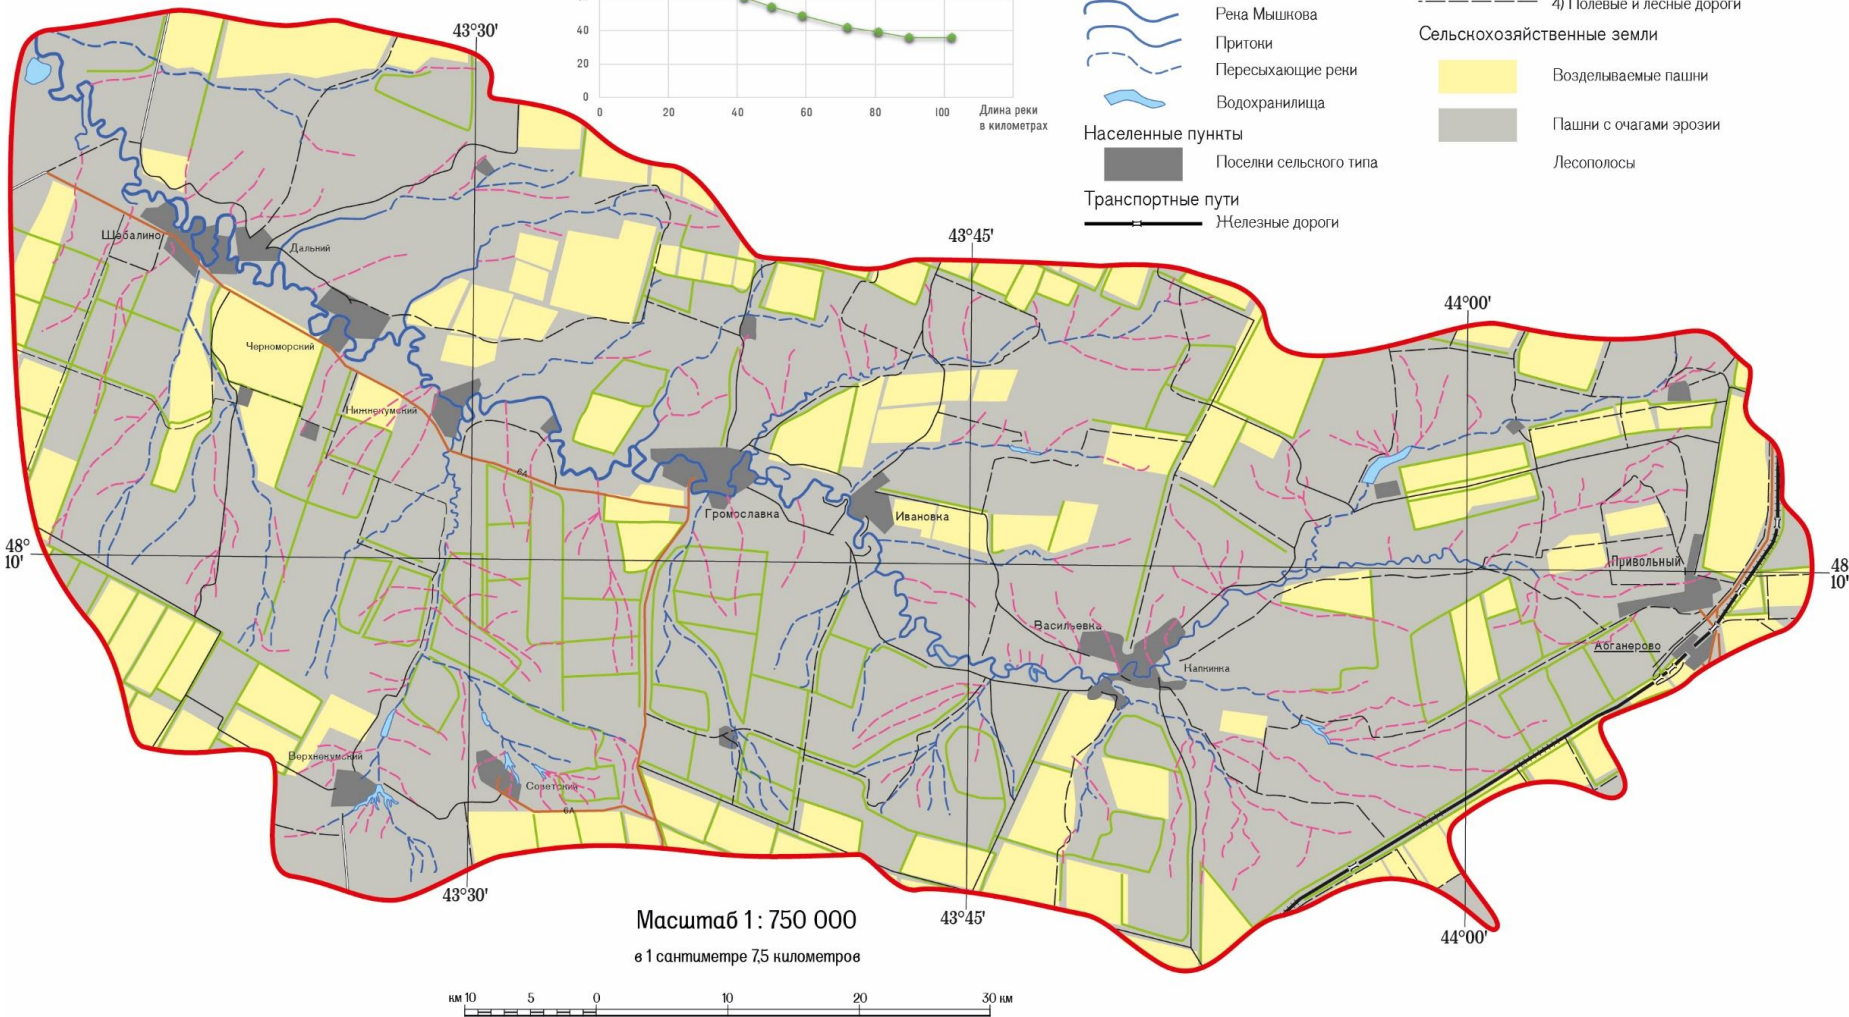 Река Мышкова
Притоки
Пересыхающие реки
Водохранилища
Населенные пункты
Поселки сельского типа
Транспортные пути
Железные дороги
4) Полевые и лесные дороги
Сельскохозяйственные земли
Возделываемые пашни
Пашни с очагами эрозии
Лесополосы
40
20
0
0 20 40 60 80 100
Длина реки
в километрах
43°30'
43°45'
44°00'
Шабалино
Дальний
Черноморский
Нижнекумский
6А
Громославка
Ивановка
48°
10'
48
10'
Привольный
Васильевка
Капкинка
Абганерово
Верхнекумский
Советский
6А
43°30'
43°45'
44°00'
Масштаб 1: 750 000
в 1 сантиметре 7,5 километров
км 10 5 0 10 20 30 км